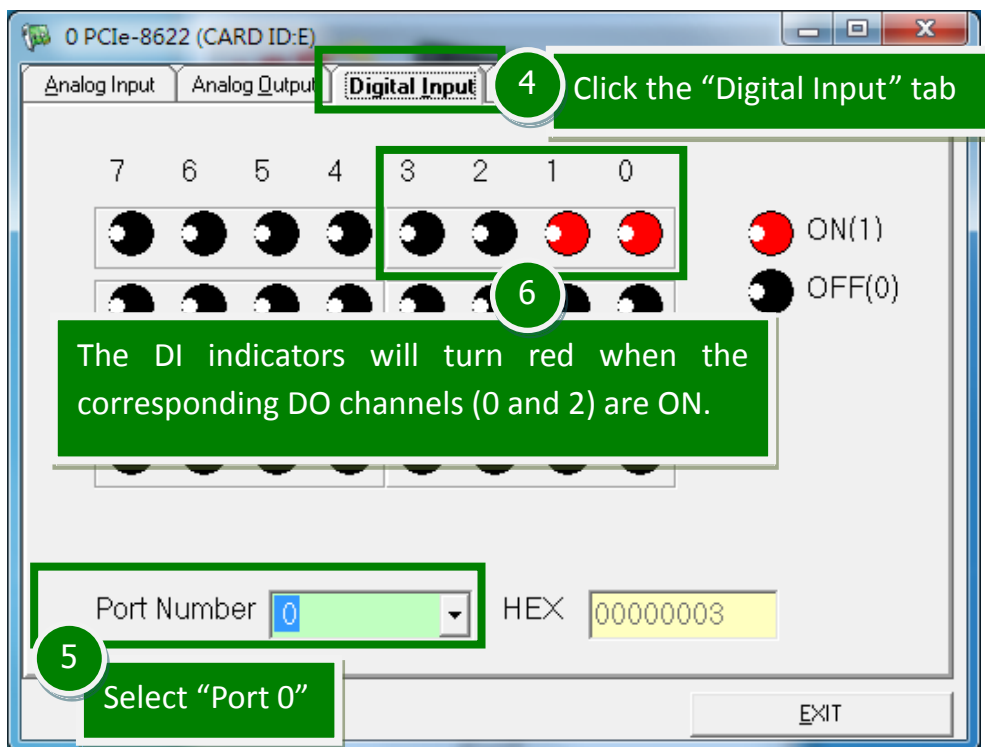 0 PCIe-8622 (CARD ID:E)
Analog Input Analog Output Digital Input
4 Click the “Digital Input” tab
7 6 5 4 3 2 1 0
ON(1)
OFF(0)
6
The DI indicators will turn red when the
corresponding DO channels (0 and 2) are ON.
Port Number 0 HEX 00000003
5
Select “Port 0”
EXIT